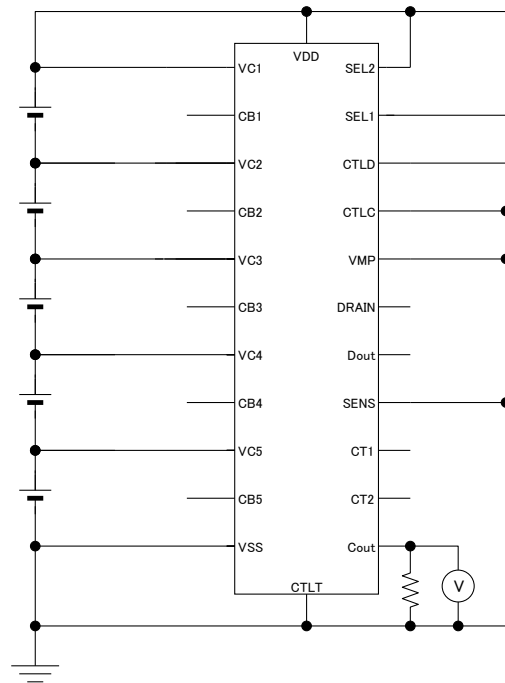 VDD
VC1
SEL2
CB1
SEL1
VC2
CTLD
CB2
CTLC
VC3
VMP
CB3
DRAIN
VC4
Dout
CB4
SENS
VC5
CT1
CB5
CT2
VSS
Cout
CTLT
V